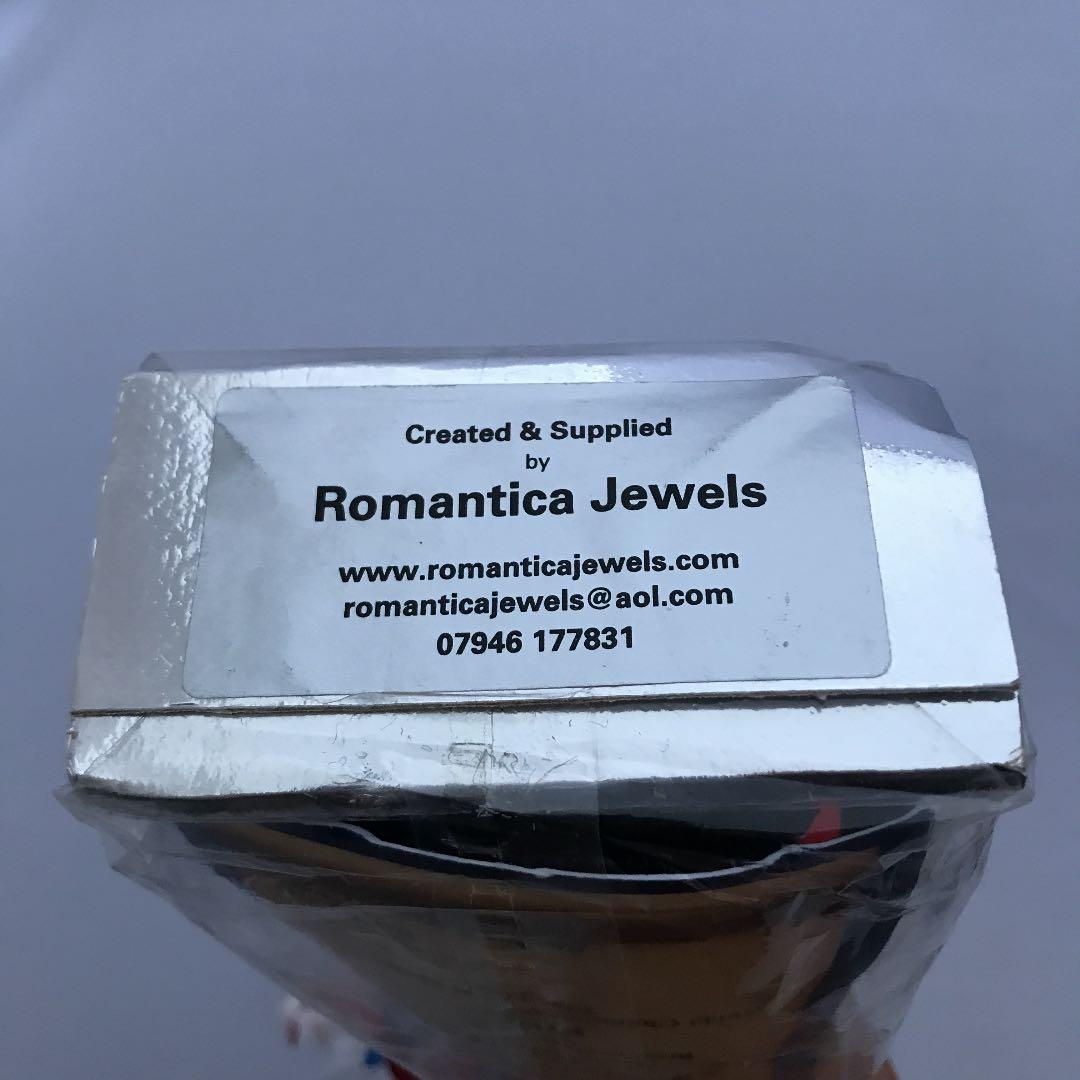 Created & Supplied
by
Romantica Jewels
www.romanticajewels.com
romanticajewels@aol.com
07946 177831